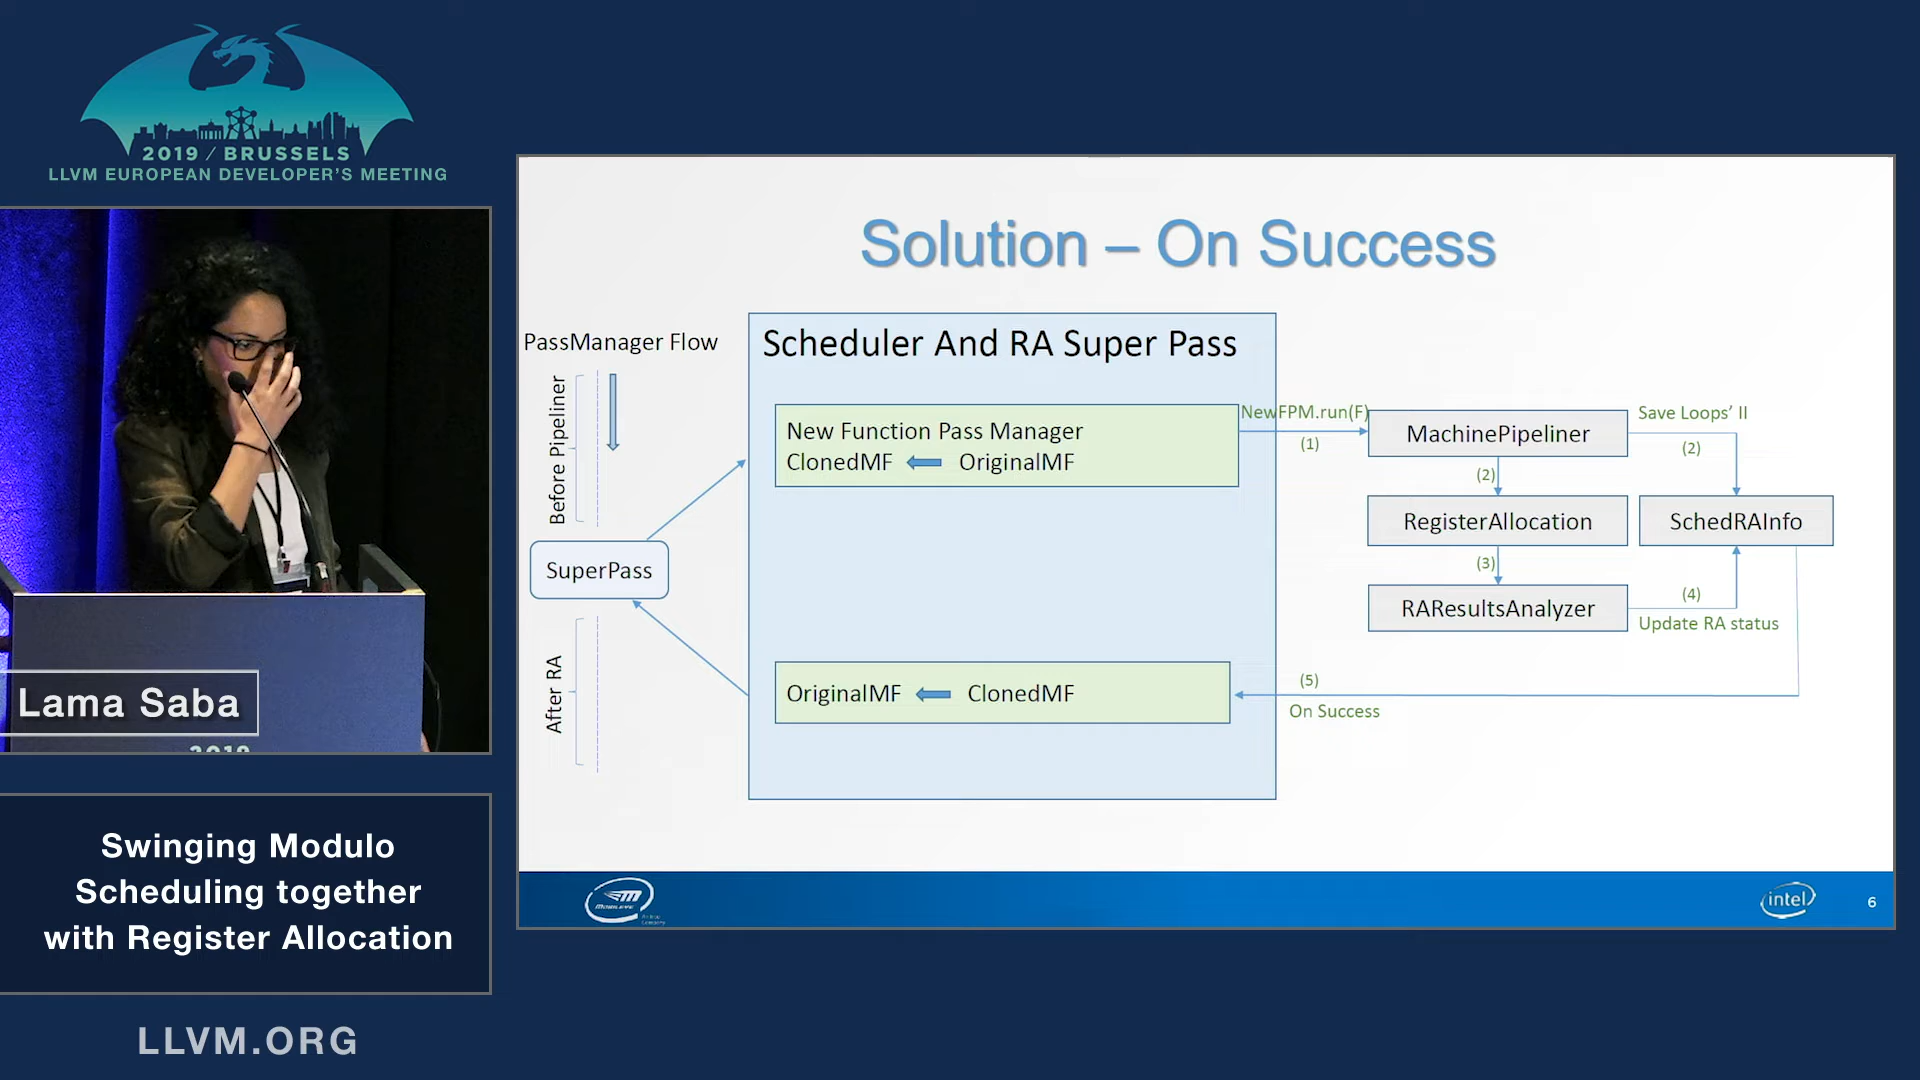 2019 / BRUSSELS
LLVM EUROPEAN DEVELOPER'S MEETING
Lama Saba
2019
Swinging Modulo
Scheduling together
with Register Allocation
LLVM.ORG
Solution – On Success
PassManager Flow
Before Pipeliner
SuperPass
After RA
Scheduler And RA Super Pass
New Function Pass Manager
ClonedMF OriginalMF
OriginalMF ClonedMF
NewFPM.run(F)
(1)
MachinePipeliner
Save Loops' II
(2)
(2)
RegisterAllocation
SchedRAInfo
(3)
RAResultsAnalyzer
(4)
Update RA status
(5)
On Success
intel
6